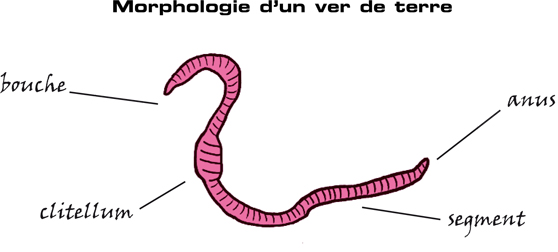 Morphologie d'un ver de terre
bouche
anus
clitellum
segment